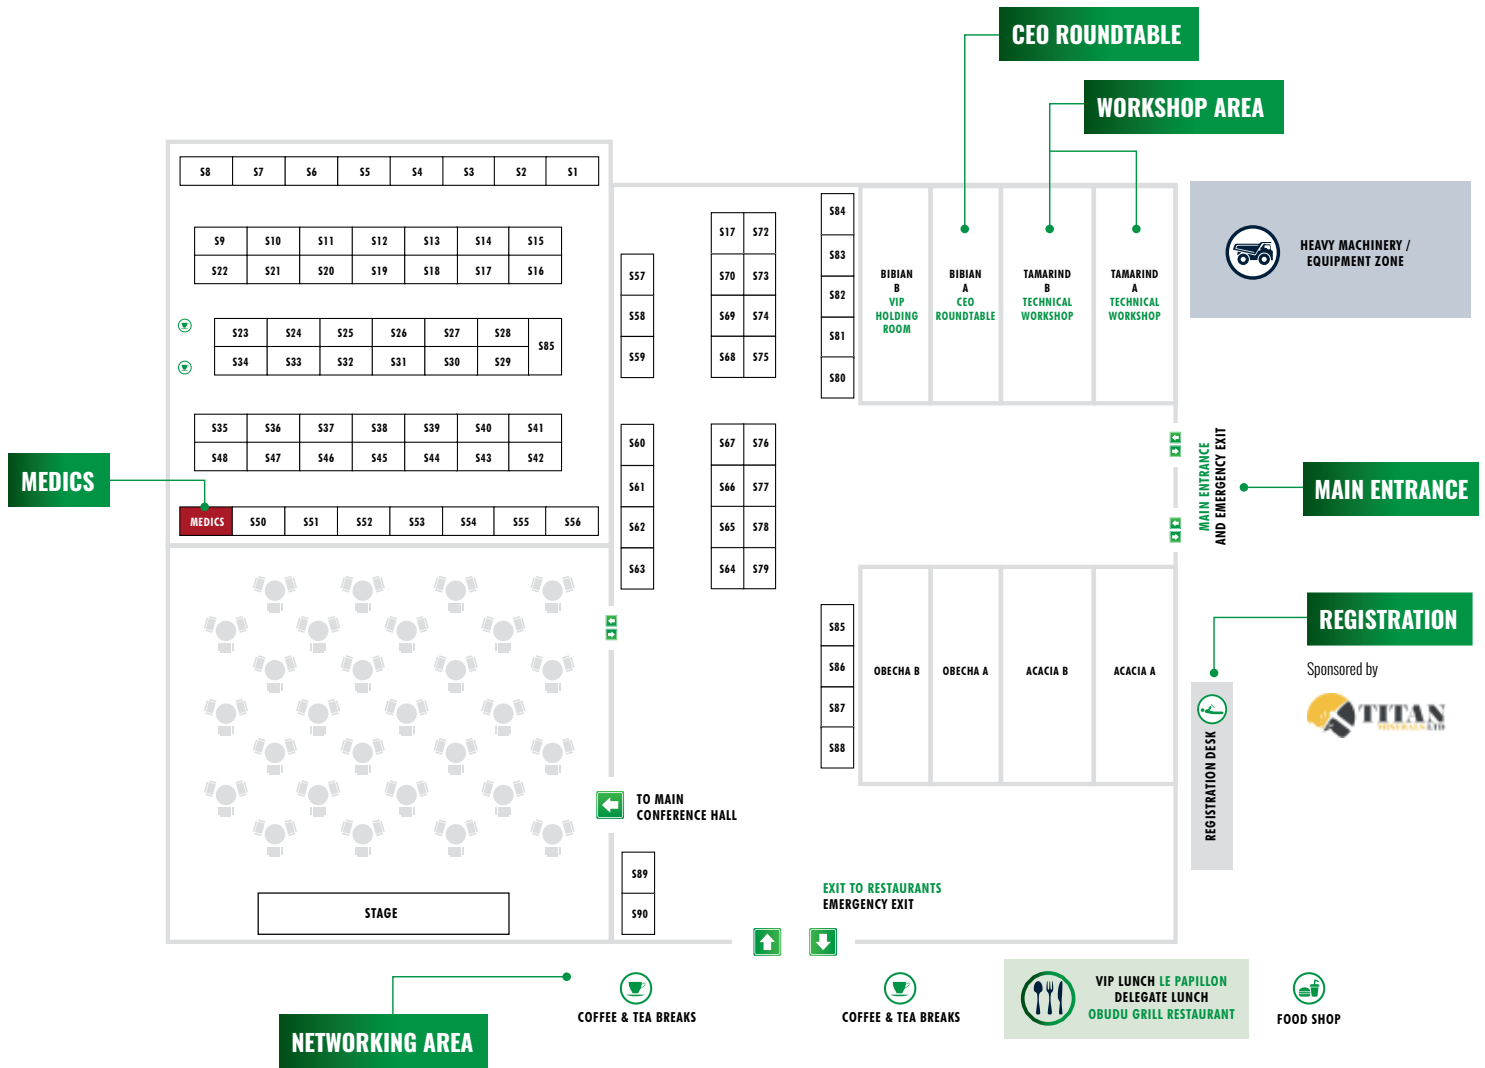 CEO ROUNDTABLE
WORKSHOP AREA
S8 S7 S6 S5 S4 S3 S2 S1
S9 S10 S11 S12 S13 S14 S15
S22 S21 S20 S19 S18 S17 S16
S23 S24 S25 S26 S27 S28
S85
S34 S33 S32 S31 S30 S29
S35 S36 S37 S38 S39 S40 S41
S48 S47 S46 S45 S44 S43 S42
MEDICS
MEDICS S50 S51 S52 S53 S54 S55 S56
S57
S58
S59
S60
S61
S62
S63
S17 S72
S70 S73
S69 S74
S68 S75
S67 S76
S66 S77
S65 S78
S64 S79
S84
S83
S82
S81
S80
BIBIAN
B
VIP
HOLDING
ROOM
BIBIAN
A
CEO
ROUNDTABLE
TAMARIND
B
TECHNICAL
WORKSHOP
TAMARIND
A
TECHNICAL
WORKSHOP
HEAVY MACHINERY /
EQUIPMENT ZONE
MAIN ENTRANCE
AND EMERGENCY EXIT
MAIN ENTRANCE
S85
S86
S87
S88
OBECHA B
OBECHA A
ACACIA B
ACACIA A
REGISTRATION
Sponsored by
TITAN
MINERALS LTD
REGISTRATION DESK
TO MAIN
CONFERENCE HALL
S89
S90
STAGE
EXIT TO RESTAURANTS
EMERGENCY EXIT
NETWORKING AREA
COFFEE & TEA BREAKS
COFFEE & TEA BREAKS
VIP LUNCH LE PAPILLON
DELEGATE LUNCH
OBUDU GRILL RESTAURANT
FOOD SHOP